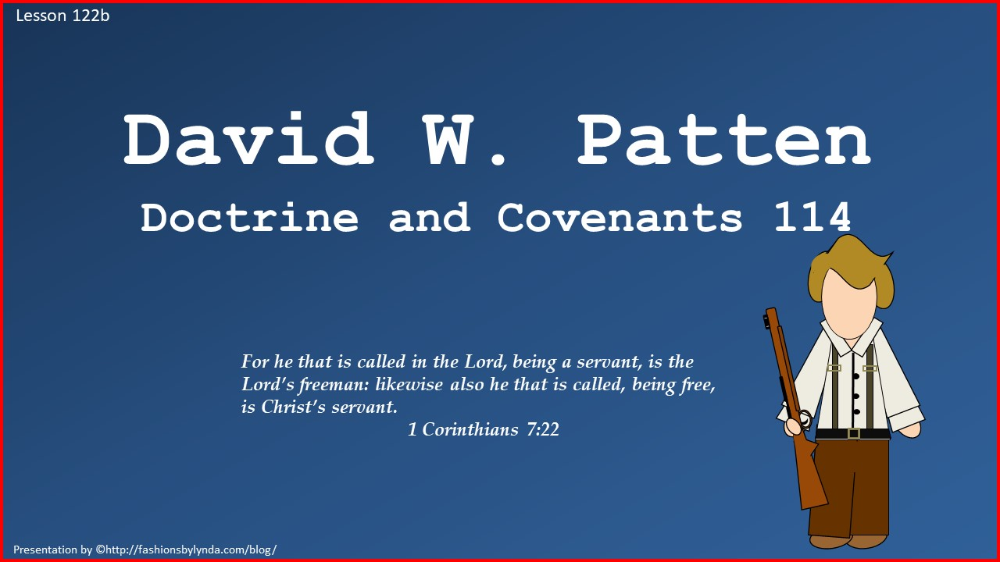 Lesson 122b
David W. Patten
Doctrine and Covenants 114
For he that is called in the Lord, being a servant, is the
Lord’s freeman: likewise also he that is called, being free,
is Christ’s servant.
1 Corinthians 7:22
Presentation by ©http://fashionsbylynda.com/blog/